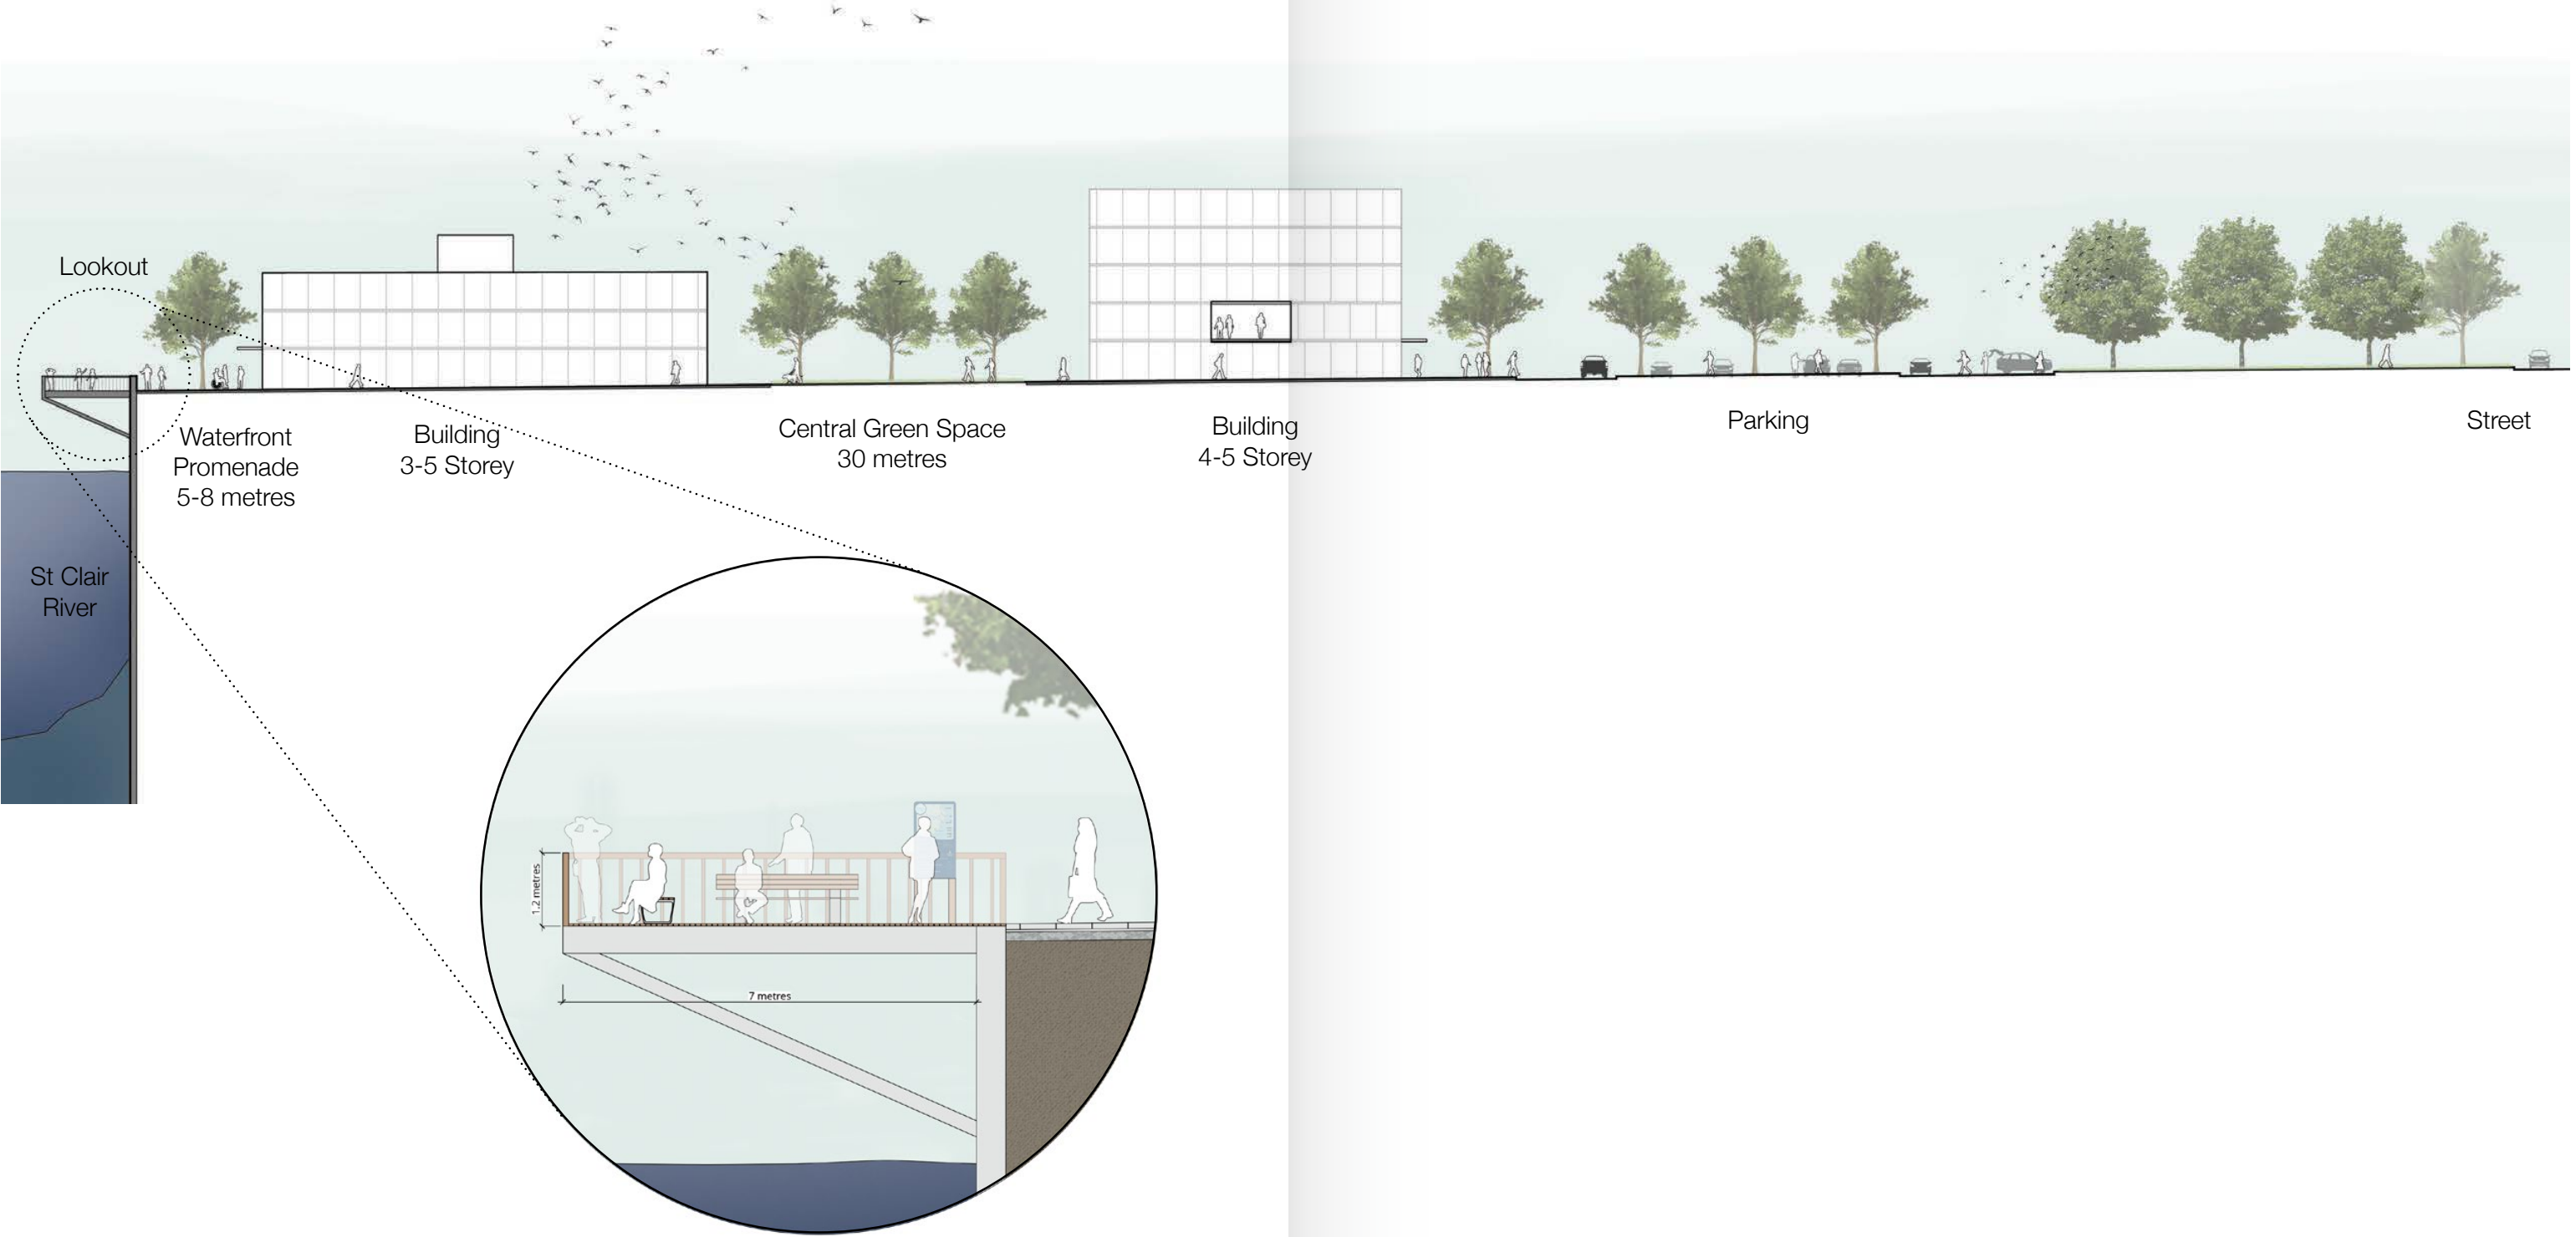 Lookout
Waterfront
Promenade
5-8 metres
Building
3-5 Storey
Central Green Space
30 metres
Building
4-5 Storey
Parking
Street
St Clair
River
1.2 metres
7 metres